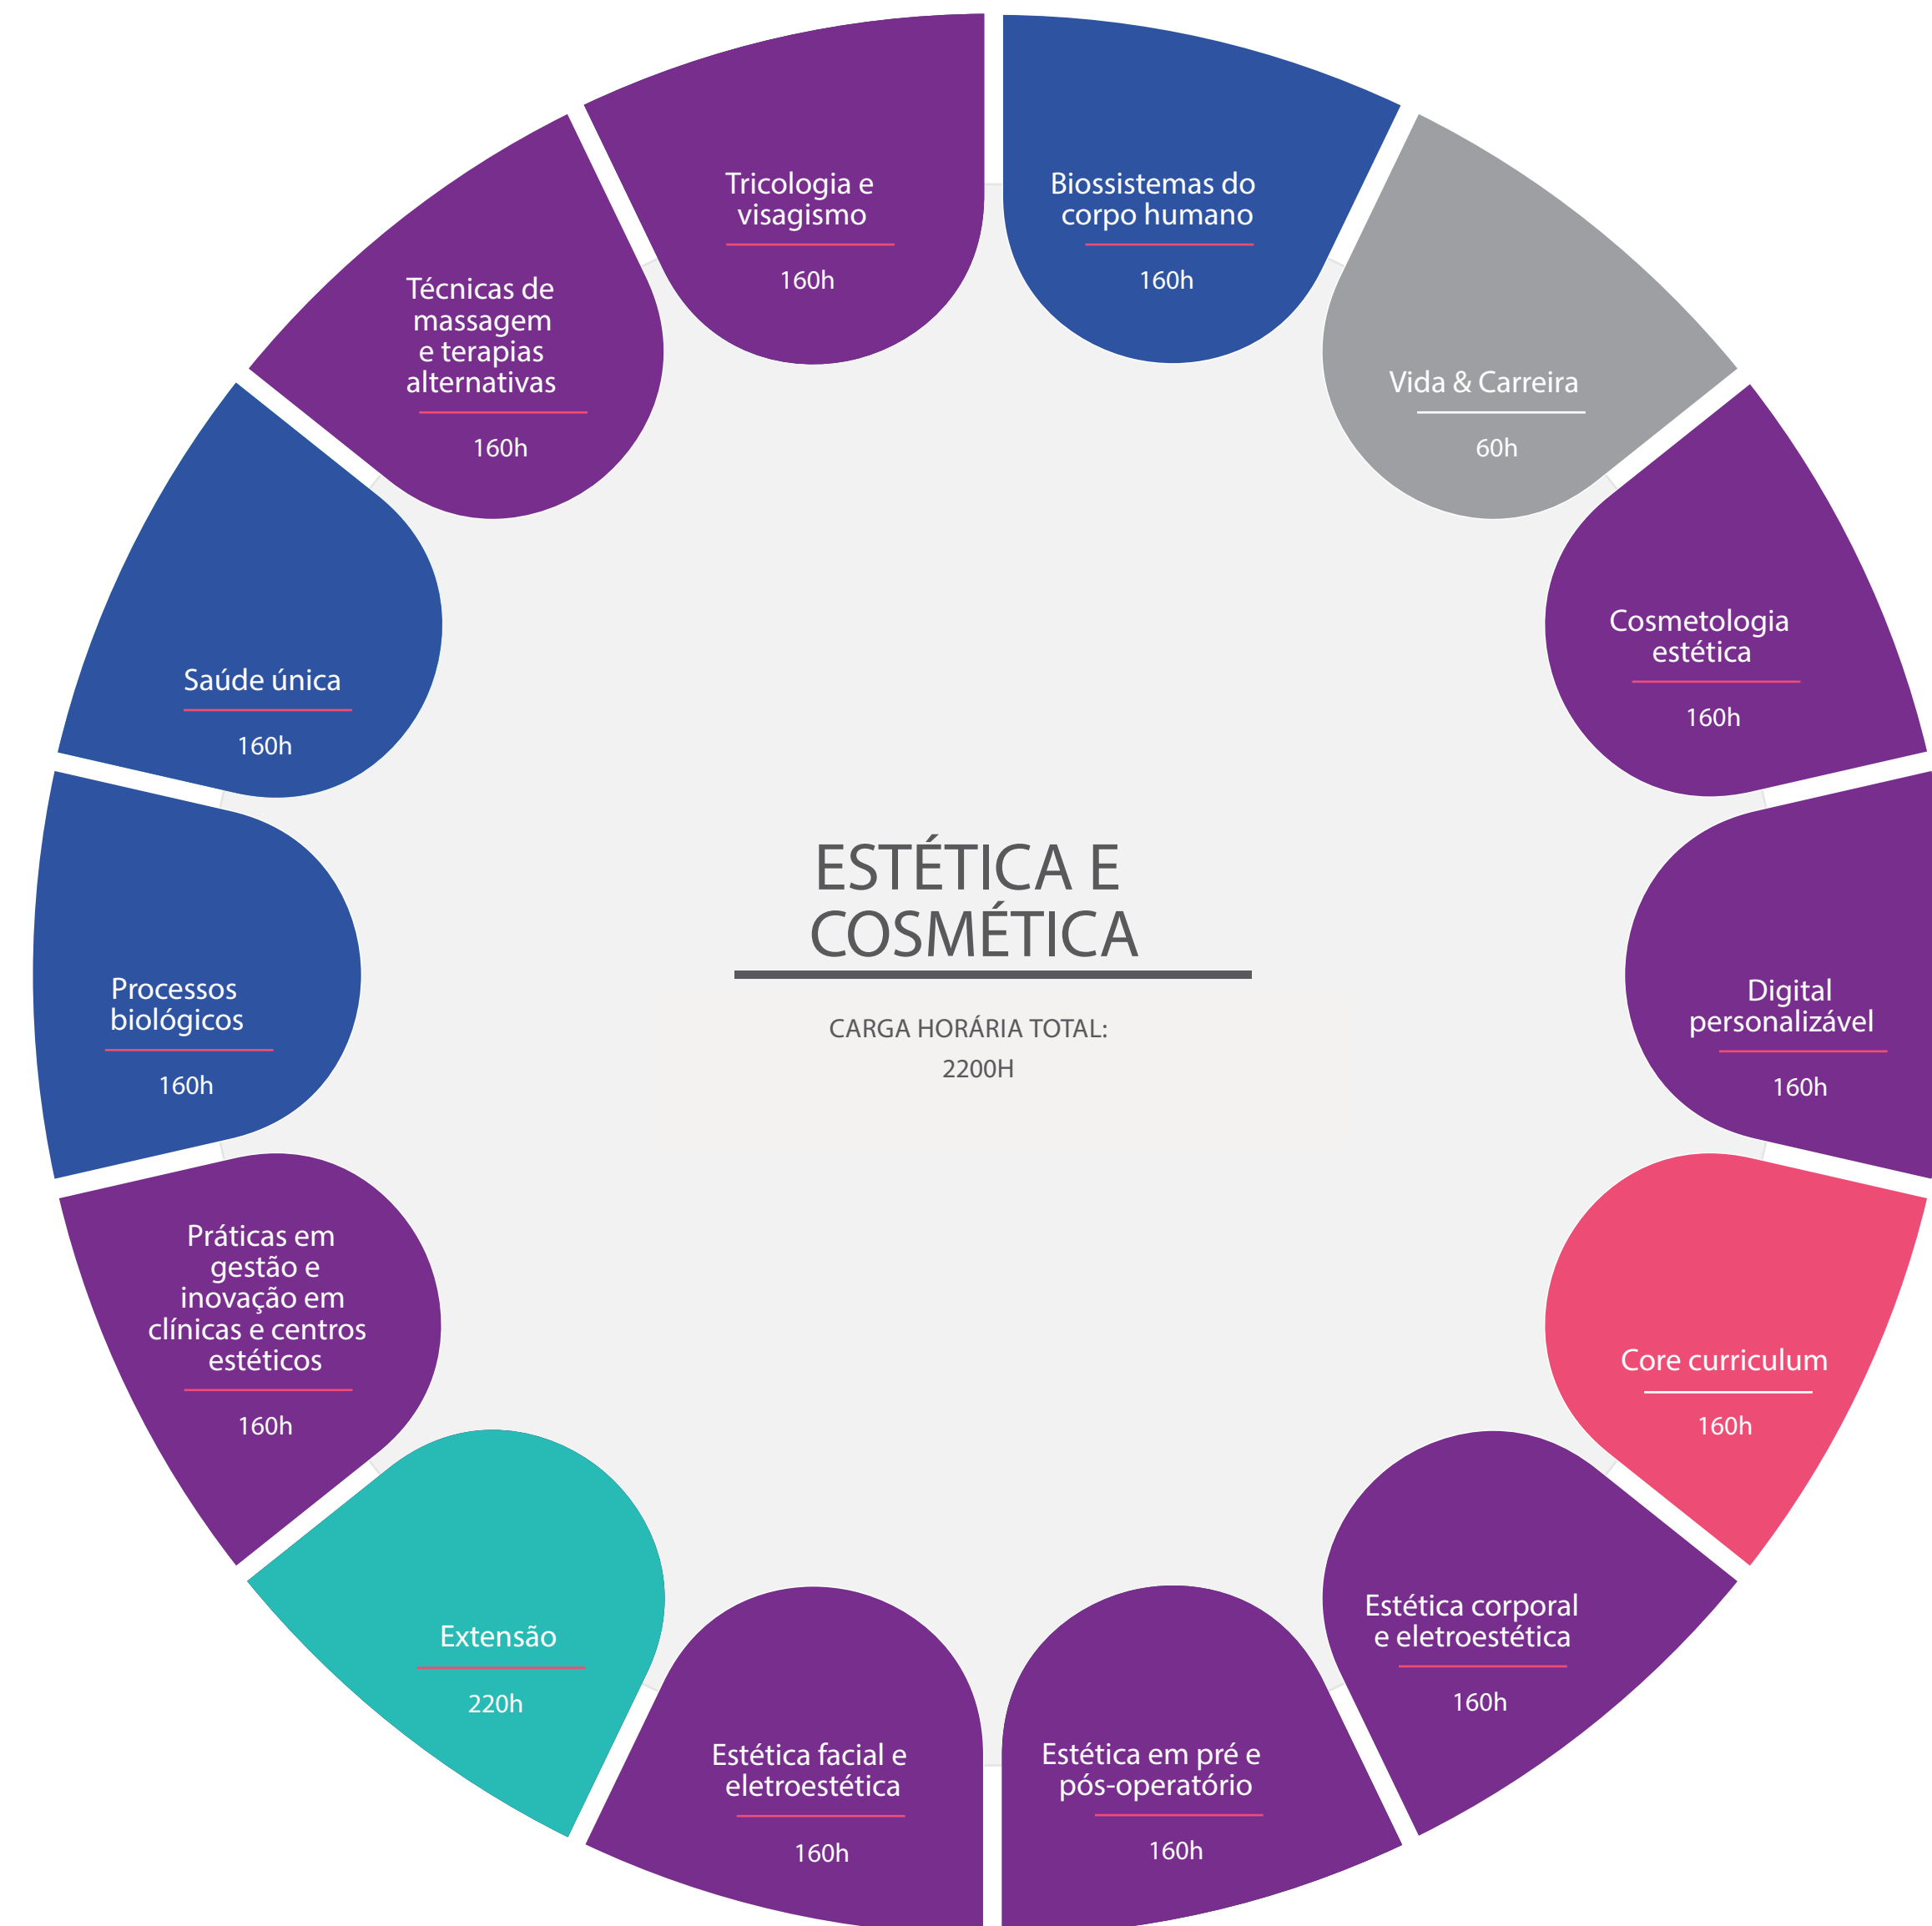 Tricologia e
visagismo
160h
Biossistemas do
corpo humano
160h
Técnicas de
massagem
e terapias
alternativas
160h
Vida & Carreira
60h
Cosmetologia
estética
160h
Saúde única
160h
ESTÉTICA E
COSMÉTICA
CARGA HORÁRIA TOTAL:
2200H
Processos
biológicos
160h
Digital
personalizável
160h
Práticas em
gestão e
inovação em
clínicas e centros
estéticos
160h
Core curriculum
160h
Extensão
220h
Estética corporal
e eletroestética
160h
Estética facial e
eletroestética
160h
Estética em pré e
pós-operatório
160h